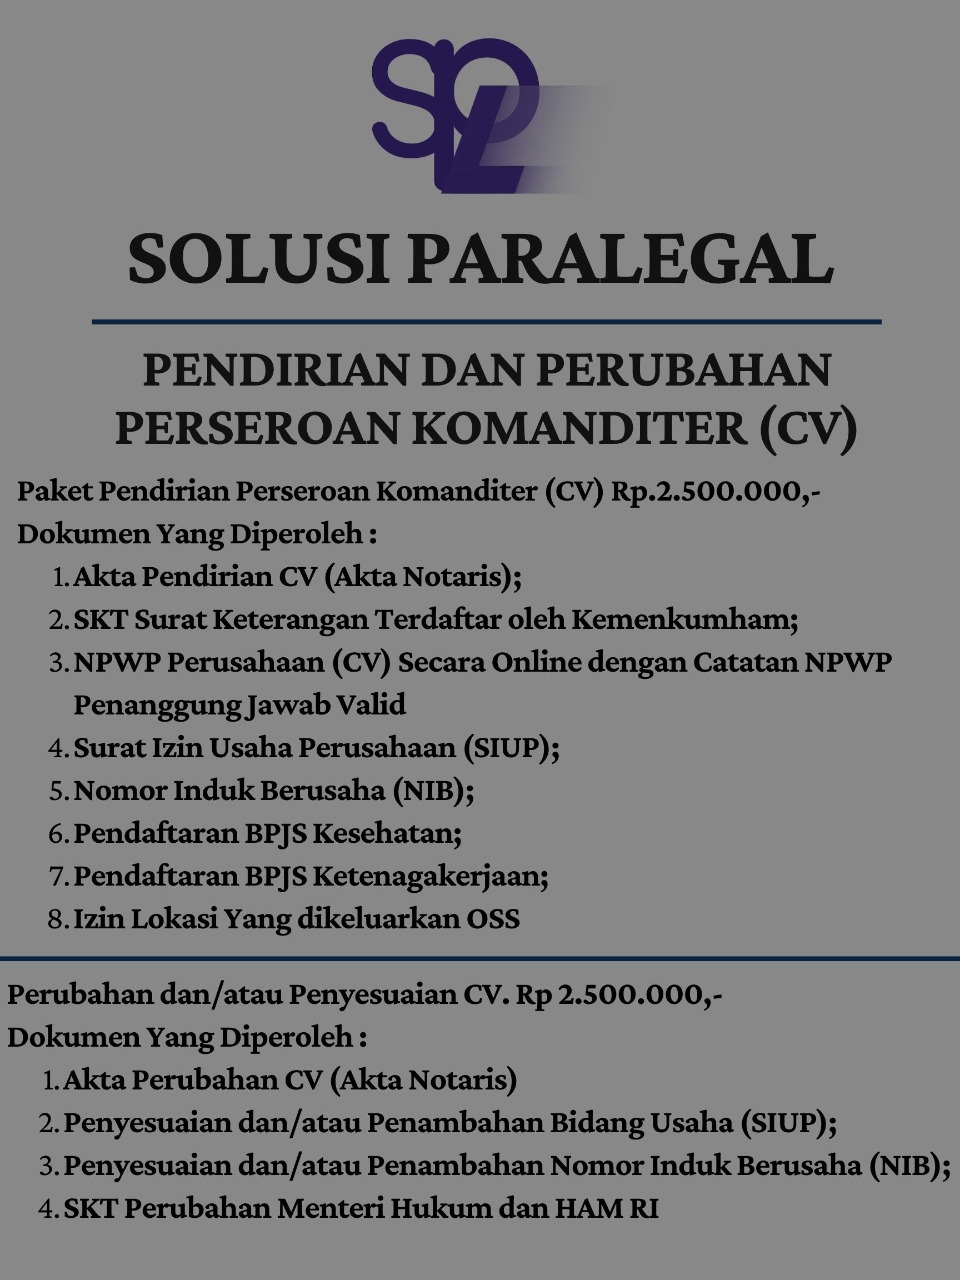 SPL
SOLUSI PARALEGAL
PENDIRIAN DAN PERUBAHAN
PERSEROAN KOMANDITER (CV)
Paket Pendirian Perseroan Komanditer (CV) Rp.2.500.000,-
Dokumen Yang Diperoleh :
1. Akta Pendirian CV (Akta Notaris);
2. SKT Surat Keterangan Terdaftar oleh Kemenkumham;
3. NPWP Perusahaan (CV) Secara Online dengan Catatan NPWP
Penanggung Jawab Valid
4. Surat Izin Usaha Perusahaan (SIUP);
5. Nomor Induk Berusaha (NIB);
6. Pendaftaran BPJS Kesehatan;
7. Pendaftaran BPJS Ketenagakerjaan;
8. Izin Lokasi Yang dikeluarkan OSS
Perubahan dan/atau Penyesuaian CV. Rp 2.500.000,-
Dokumen Yang Diperoleh :
1. Akta Perubahan CV (Akta Notaris)
2. Penyesuaian dan/atau Penambahan Bidang Usaha (SIUP);
3. Penyesuaian dan/atau Penambahan Nomor Induk Berusaha (NIB);
4. SKT Perubahan Menteri Hukum dan HAM RI